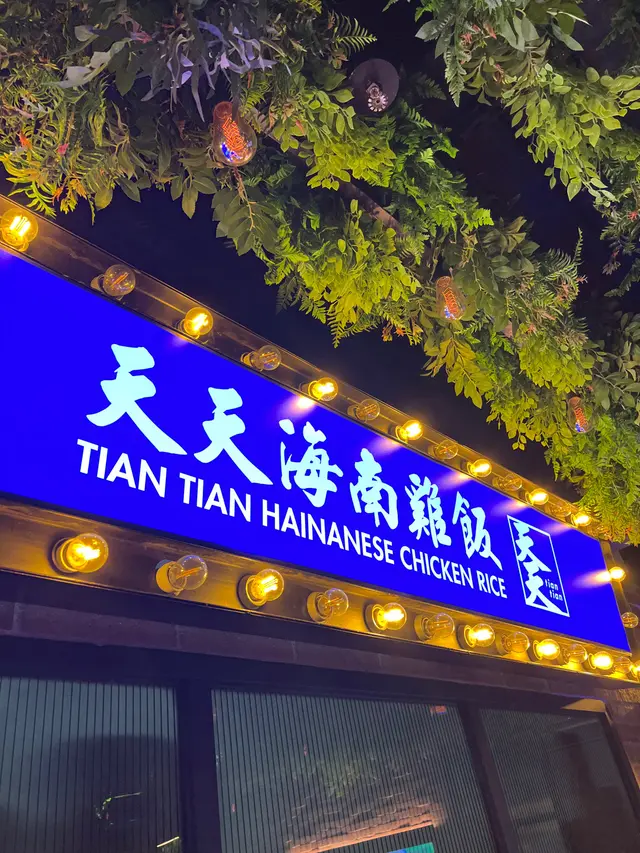 天天海南雞飯
TIAN TIAN HAINANESE CHICKEN RICE
天天
tian
tian